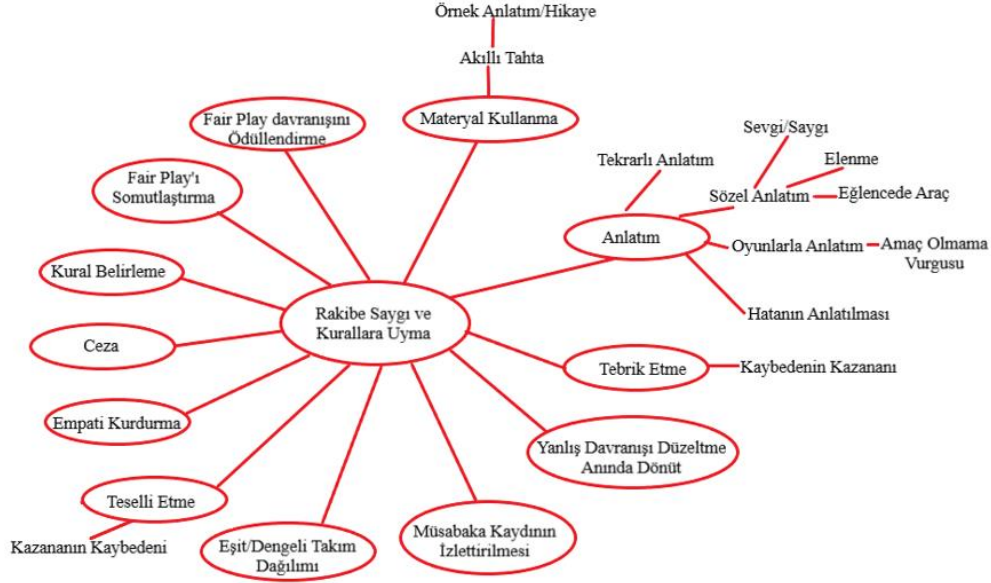 Örnek Anlatım/Hikaye
Akıllı Tahta
Materyal Kullanma
Fair Play davranışını
Ödüllendirme
Fair Play'ı
Somutlaştırma
Kural Belirleme
Ceza
Empati Kurdurma
Teselli Etme
Kazananın Kaybedeni
Eşit/Dengeli Takım
Dağılımı
Müsabaka Kaydının
İzlettirilmesi
Yanlış Davranışı Düzeltme
Anında Dönüt
Tebrik Etme
Kaybedenin Kazananı
Rakibe Saygı ve
Kurallara Uyma
Anlatım
Tekrarlı Anlatım
Sevgi/Saygı
Elenme
Sözel Anlatım
Eğlencede Araç
Oyunlarla Anlatım
Amaç Olmama
Vurgusu
Hatanın Anlatılması